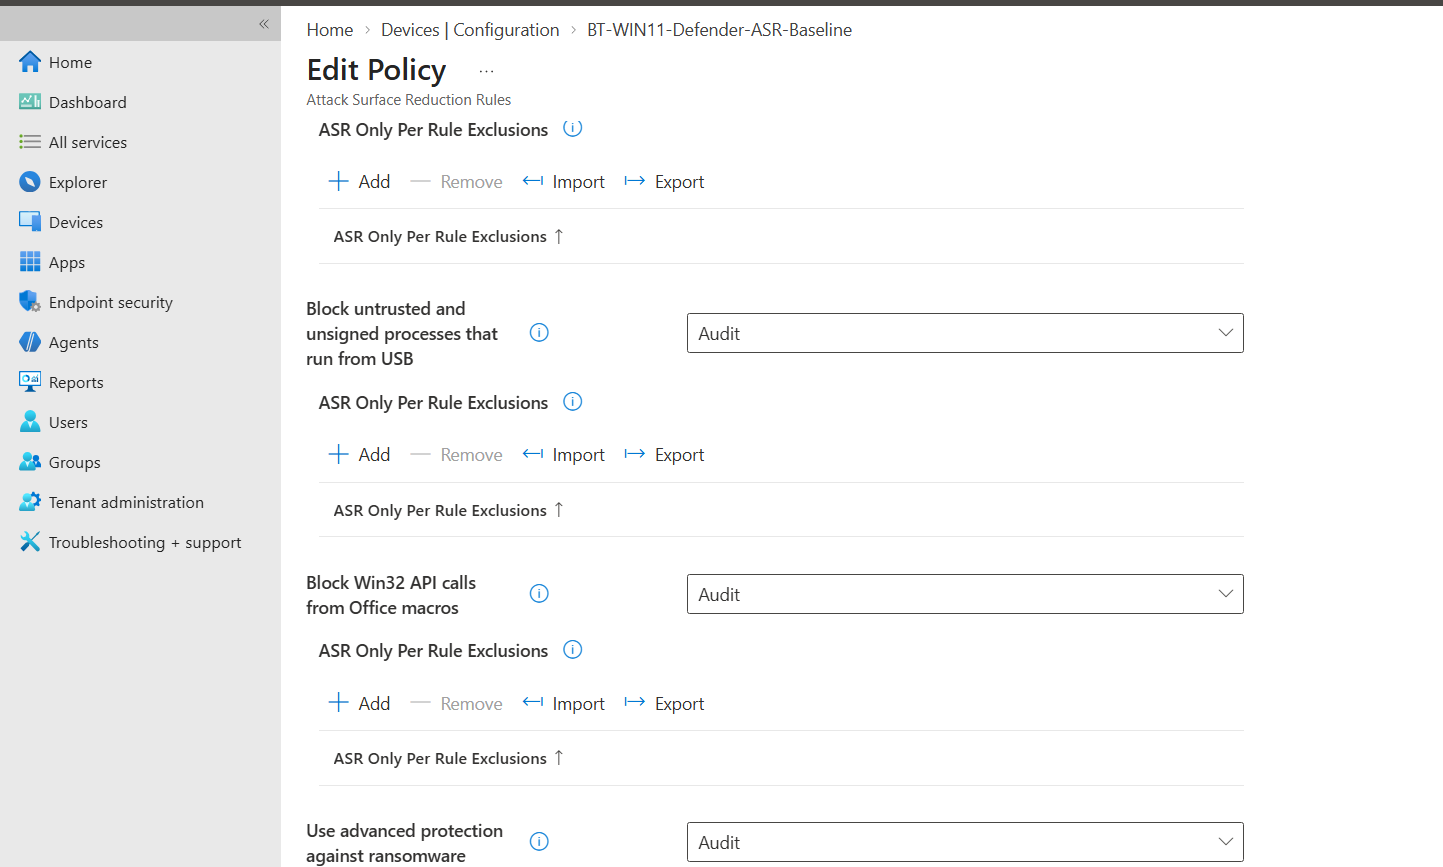 «
Home
Dashboard
All services
Explorer
Devices
Apps
Endpoint security
Agents
Reports
Users
Groups
Tenant administration
Troubleshooting + support
Home > Devices | Configuration > BT-WIN11-Defender-ASR-Baseline
Edit Policy ...
Attack Surface Reduction Rules
ASR Only Per Rule Exclusions
Add Remove Import Export
ASR Only Per Rule Exclusions ↑
Block untrusted and
unsigned processes that
run from USB
Audit
ASR Only Per Rule Exclusions
Add Remove Import Export
ASR Only Per Rule Exclusions ↑
Block Win32 API calls
from Office macros
Audit
ASR Only Per Rule Exclusions
Add Remove Import Export
ASR Only Per Rule Exclusions ↑
Use advanced protection
against ransomware
Audit